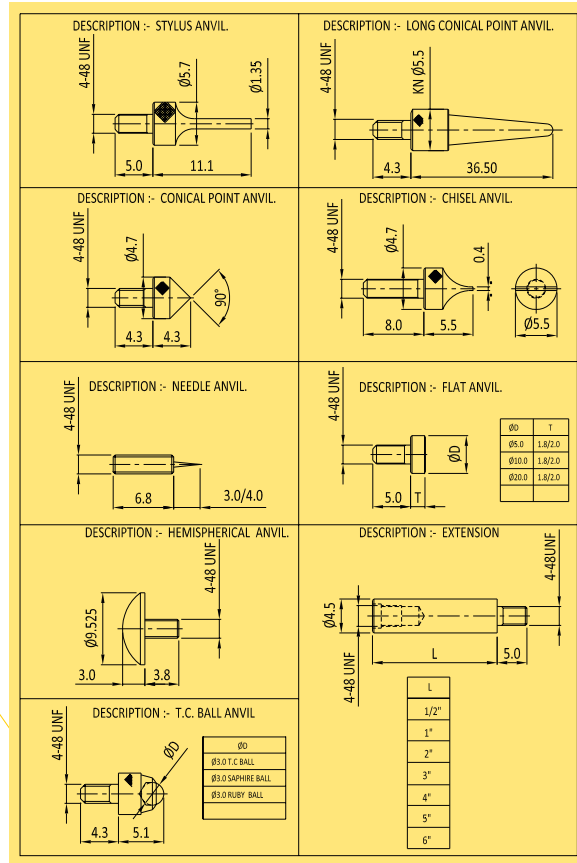 DESCRIPTION :- STYLUS ANVIL.
4-48 UNF
Ø5.7
Ø1.35
5.0
11.1
DESCRIPTION :- LONG CONICAL POINT ANVIL.
4-48 UNF
KN Ø5.5
4.3
36.50
DESCRIPTION :- CONICAL POINT ANVIL.
4-48 UNF
Ø4.7
90°
4.3
4.3
DESCRIPTION :- CHISEL ANVIL.
4-48 UNF
Ø4.7
0.4
8.0
5.5
Ø5.5
DESCRIPTION :- NEEDLE ANVIL.
4-48 UNF
6.8
3.0/4.0
DESCRIPTION :- FLAT ANVIL.
4-48 UNF
ØD
5.0
T
ØD T
Ø5.0 1.8/2.0
Ø10.0 1.8/2.0
Ø20.0 1.8/2.0
DESCRIPTION :- HEMISPHERICAL ANVIL.
4-48 UNF
Ø9.525
3.0
3.8
DESCRIPTION :- EXTENSION
4-48UNF
Ø4.5
4-48 UNF
L
5.0
L
1/2"
1"
2"
3"
4"
5"
6"
DESCRIPTION :- T.C. BALL ANVIL
4-48 UNF
ØD
4.3
5.1
ØD
Ø3.0 T.C BALL
Ø3.0 SAPHIRE BALL
Ø3.0 RUBY BALL